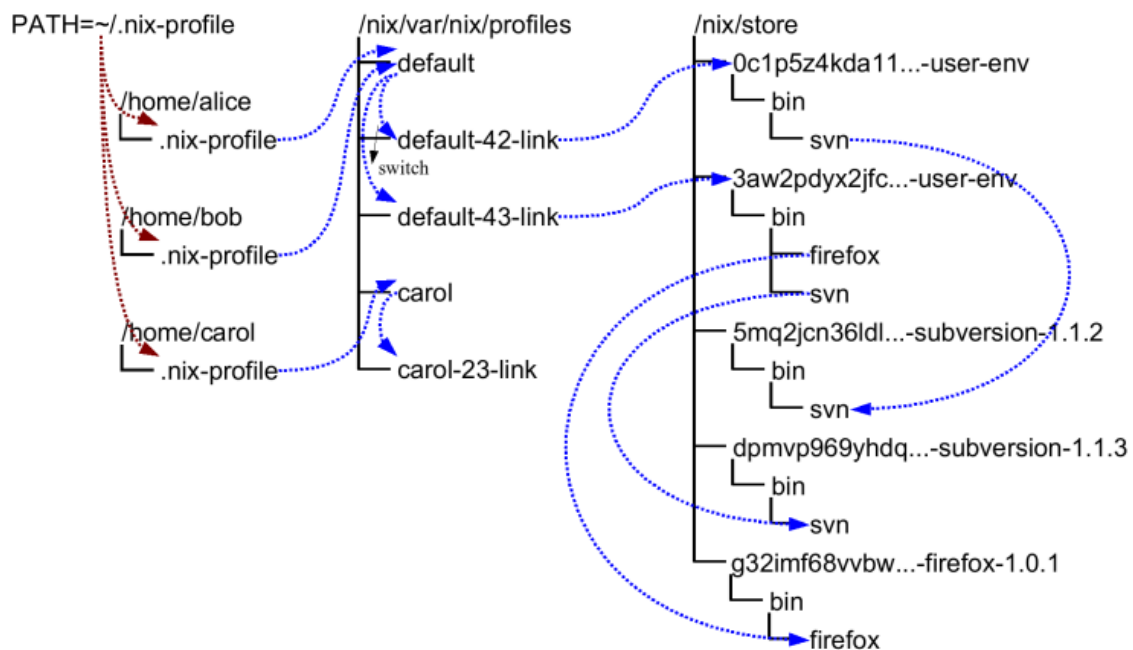 PATH=~/.nix-profile
/home/alice
.nix-profile
/home/bob
.nix-profile
/home/carol
.nix-profile
/nix/var/nix/profiles
default
default-42-link
switch
default-43-link
carol
carol-23-link
/nix/store
0c1p5z4kda11...-user-env
bin
svn
3aw2pdyx2jfc...-user-env
bin
firefox
svn
5mq2jcn36ldl...-subversion-1.1.2
bin
svn
dpmvp969yhdq...-subversion-1.1.3
bin
svn
g32imf68vvbw...-firefox-1.0.1
bin
firefox